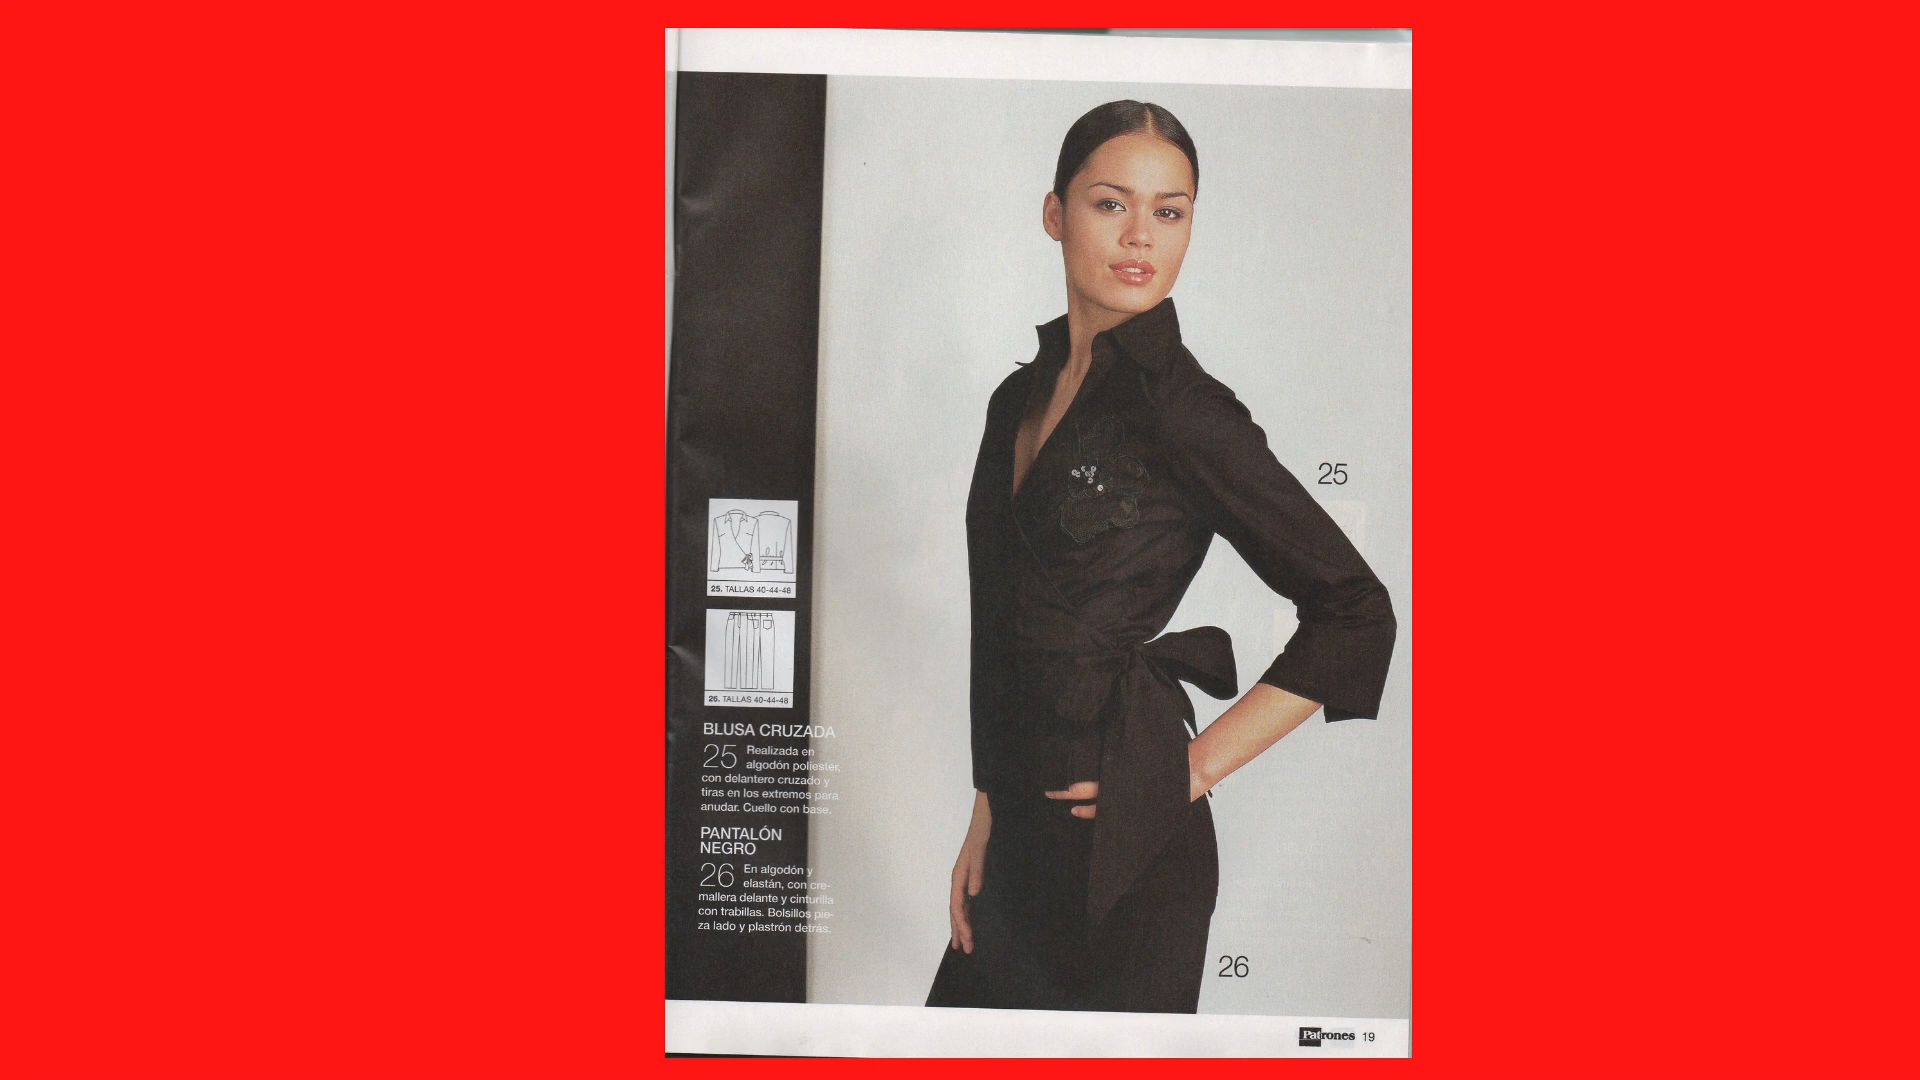 25
25. TALLAS 40-44-48
26. TALLAS 40-44-48
BLUSA CRUZADA
25 Realizada en
algodón poliester,
con delantero cruzado y
tiras en los extremos para
anudar. Cuello con base.
PANTALÓN
NEGRO
26 En algodón y
elastán, con cre-
mallera delante y cinturilla
con trabillas. Bolsillos pie-
za lado y plastrón detrás.
26
Patrones 19